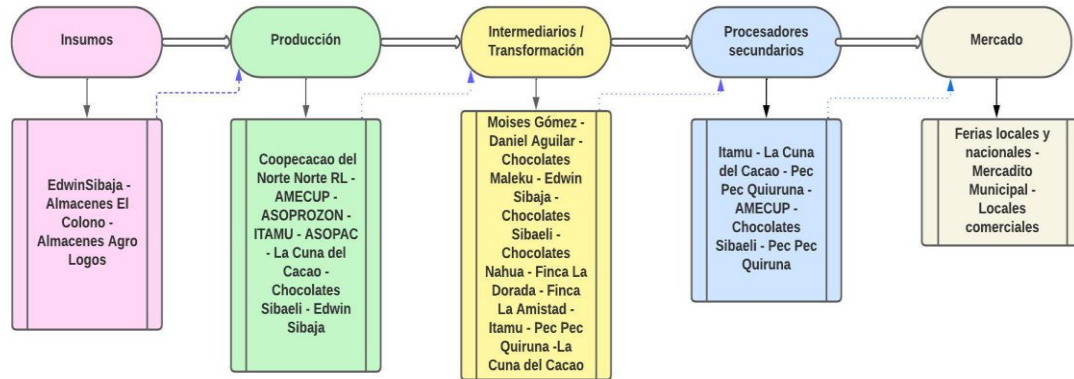 Insumos
Producción
Intermediarios /
Transformación
Procesadores
secundarios
Mercado
EdwinSibaja -
Almacenes El
Colono -
Almacenes Agro
Logos
Coopecacao del
Norte Norte RL -
AMECUP -
ASOPROZON -
ITAMU - ASOPAC
- La Cuna del
Cacao -
Chocolates
Sibaeli - Edwin
Sibaja
Moises Gómez -
Daniel Aguilar -
Chocolates
Maleku - Edwin
Sibaja -
Chocolates
Sibaeli -
Chocolates
Nahua - Finca La
Dorada - Finca
La Amistad -
Itamu - Pec Pec
Quiruna -La
Cuna del Cacao
Itamu - La Cuna
del Cacao - Pec
Pec Quiuruna -
AMECUP -
Chocolates
Sibaeli - Pec Pec
Quiruna
Ferias locales y
nacionales -
Mercadito
Municipal -
Locales
comerciales